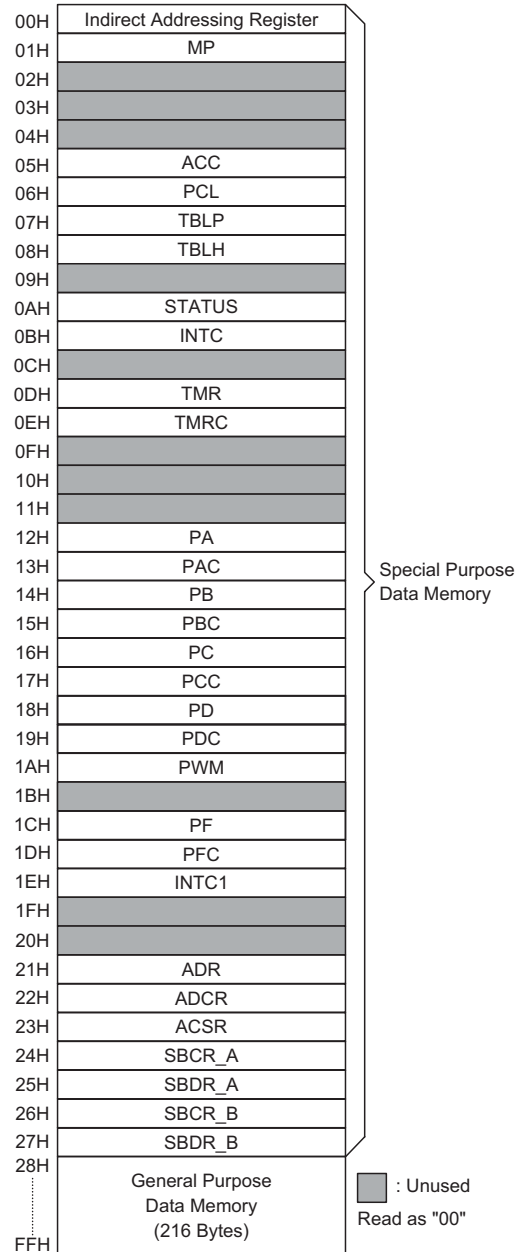 00H Indirect Addressing Register
01H MP
02H
03H
04H
05H ACC
06H PCL
07H TBLP
08H TBLH
09H
0AH STATUS
0BH INTC
0CH
0DH TMR
0EH TMRC
0FH
10H
11H
12H PA
13H PAC
14H PB
15H PBC
16H PC
17H PCC
18H PD
19H PDC
1AH PWM
1BH
1CH PF
1DH PFC
1EH INTC1
1FH
20H
21H ADR
22H ADCR
23H ACSR
24H SBCR_A
25H SBDR_A
26H SBCR_B
27H SBDR_B
28H
General Purpose
Data Memory
(216 Bytes)
FFH
Special Purpose
Data Memory
: Unused
Read as "00"